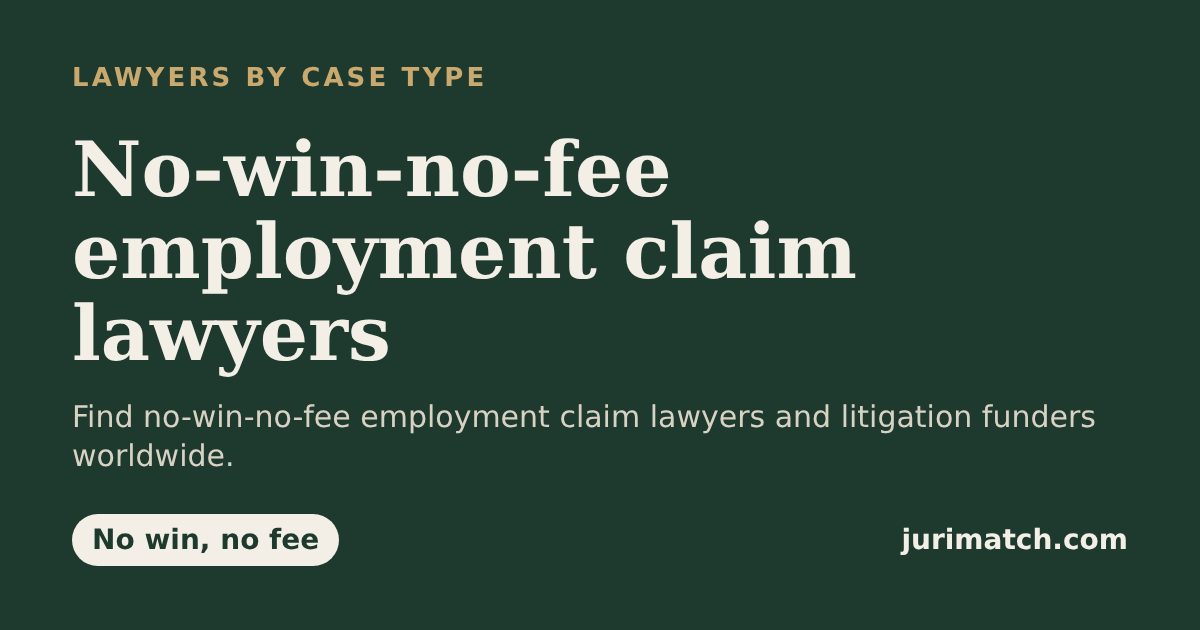 LAWYERS BY CASE TYPE
No-win-no-fee
employment claim
lawyers
Find no-win-no-fee employment claim lawyers and litigation funders
worldwide.
No win, no fee
jurimatch.com